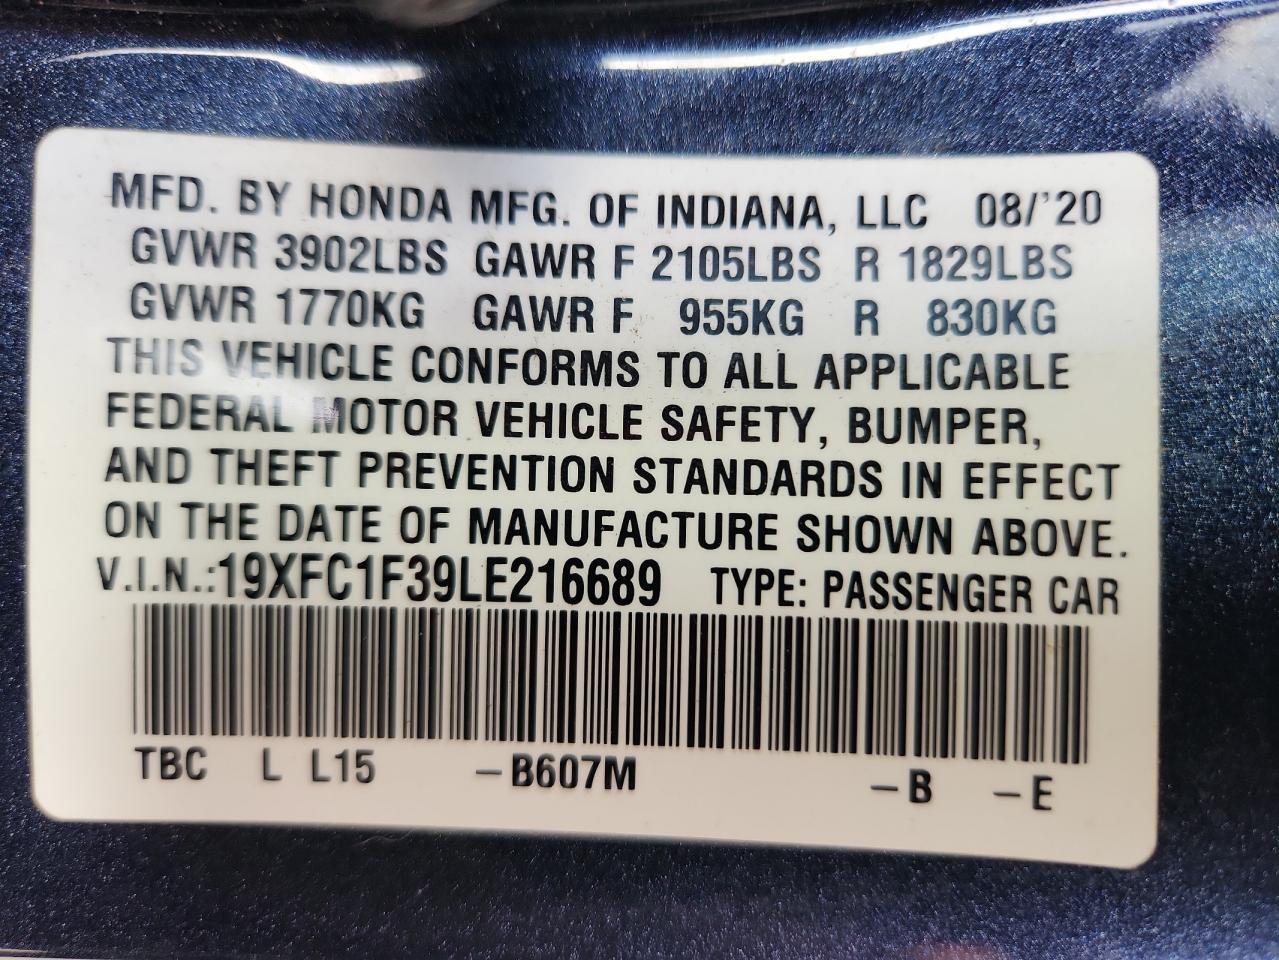 MFD. BY HONDA MFG. OF INDIANA, LLC 08/'20
GVWR 3902LBS GAWR F 2105LBS R 1829LBS
GVWR 1770KG GAWR F 955KG R 830KG
THIS VEHICLE CONFORMS TO ALL APPLICABLE
FEDERAL MOTOR VEHICLE SAFETY, BUMPER,
AND THEFT PREVENTION STANDARDS IN EFFECT
ON THE DATE OF MANUFACTURE SHOWN ABOVE.
V.I.N.:19XFC1F39LE216689 TYPE: PASSENGER CAR
TBC L L15 –B607M –B –E